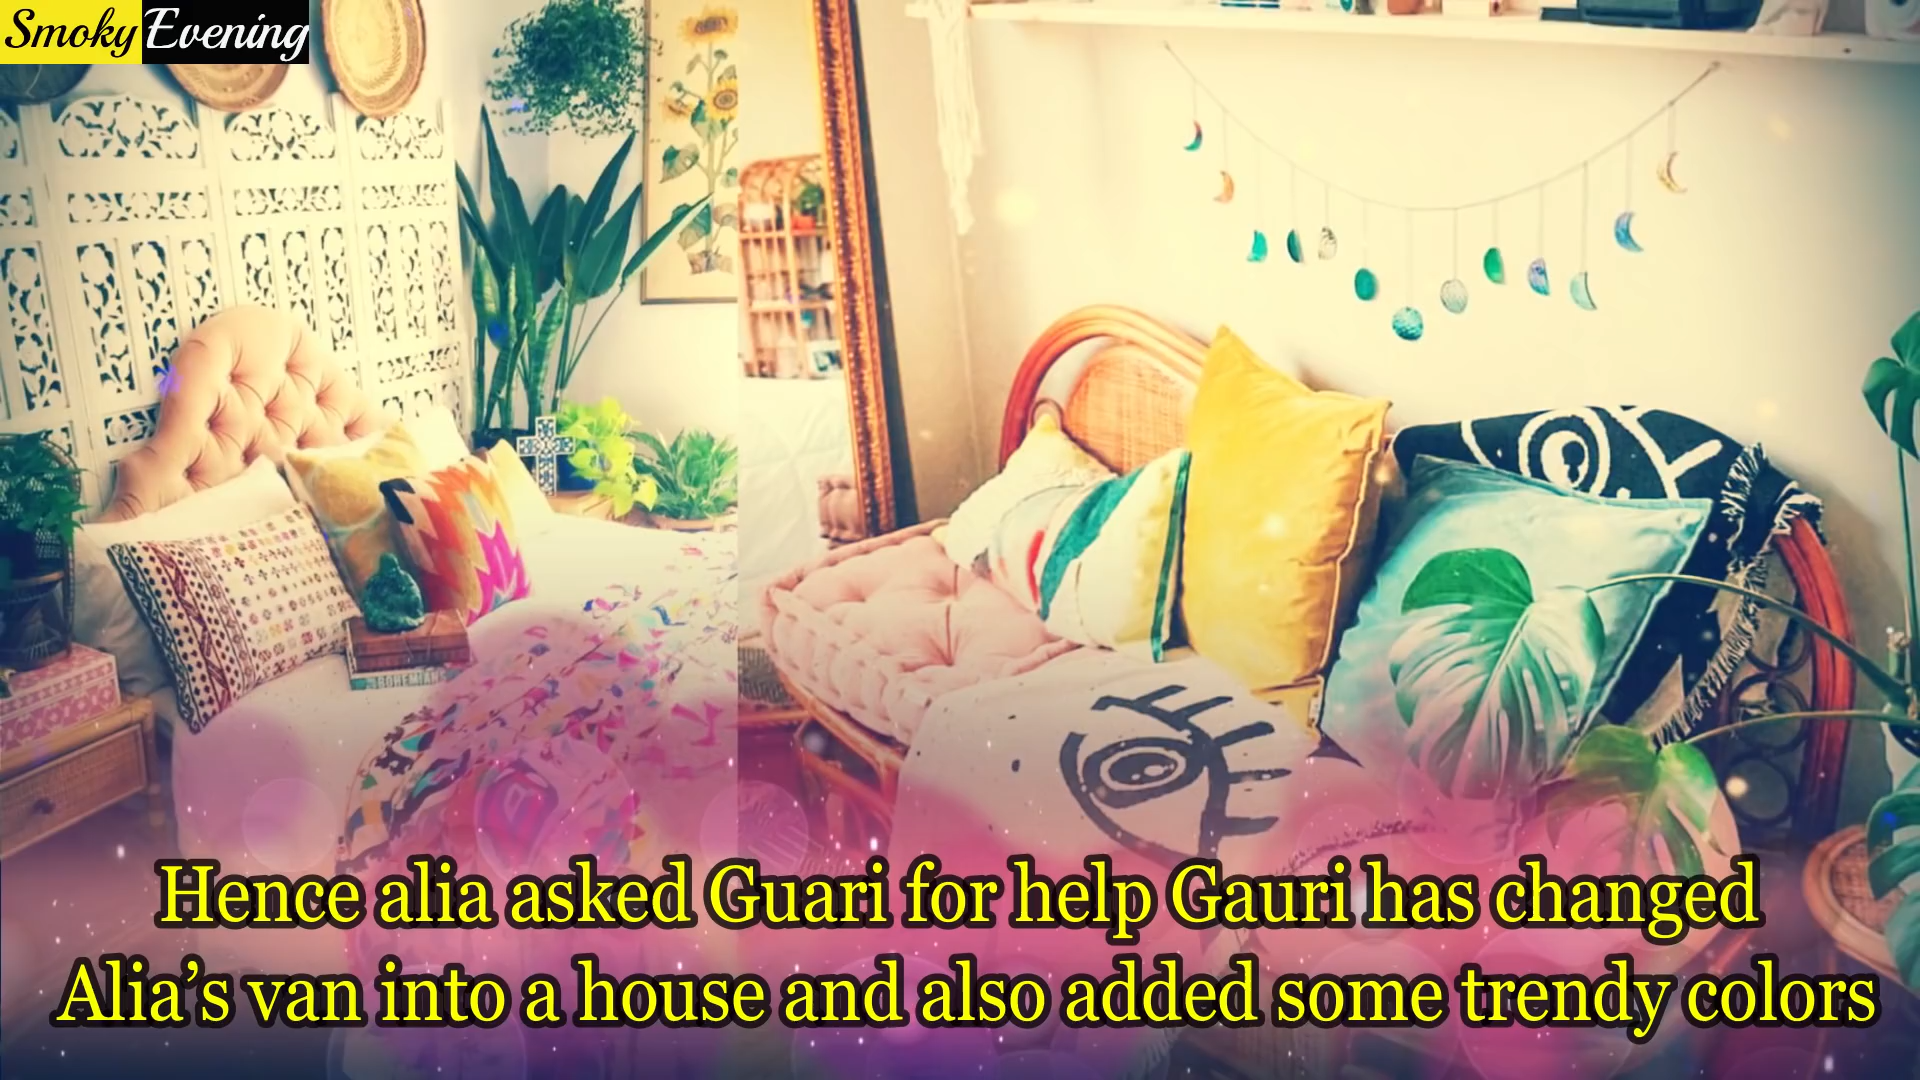 Smoky Evening
BOHEMIANS
Hence alia asked Guari for help Gauri has changed
Alia’s van into a house and also added some trendy colors